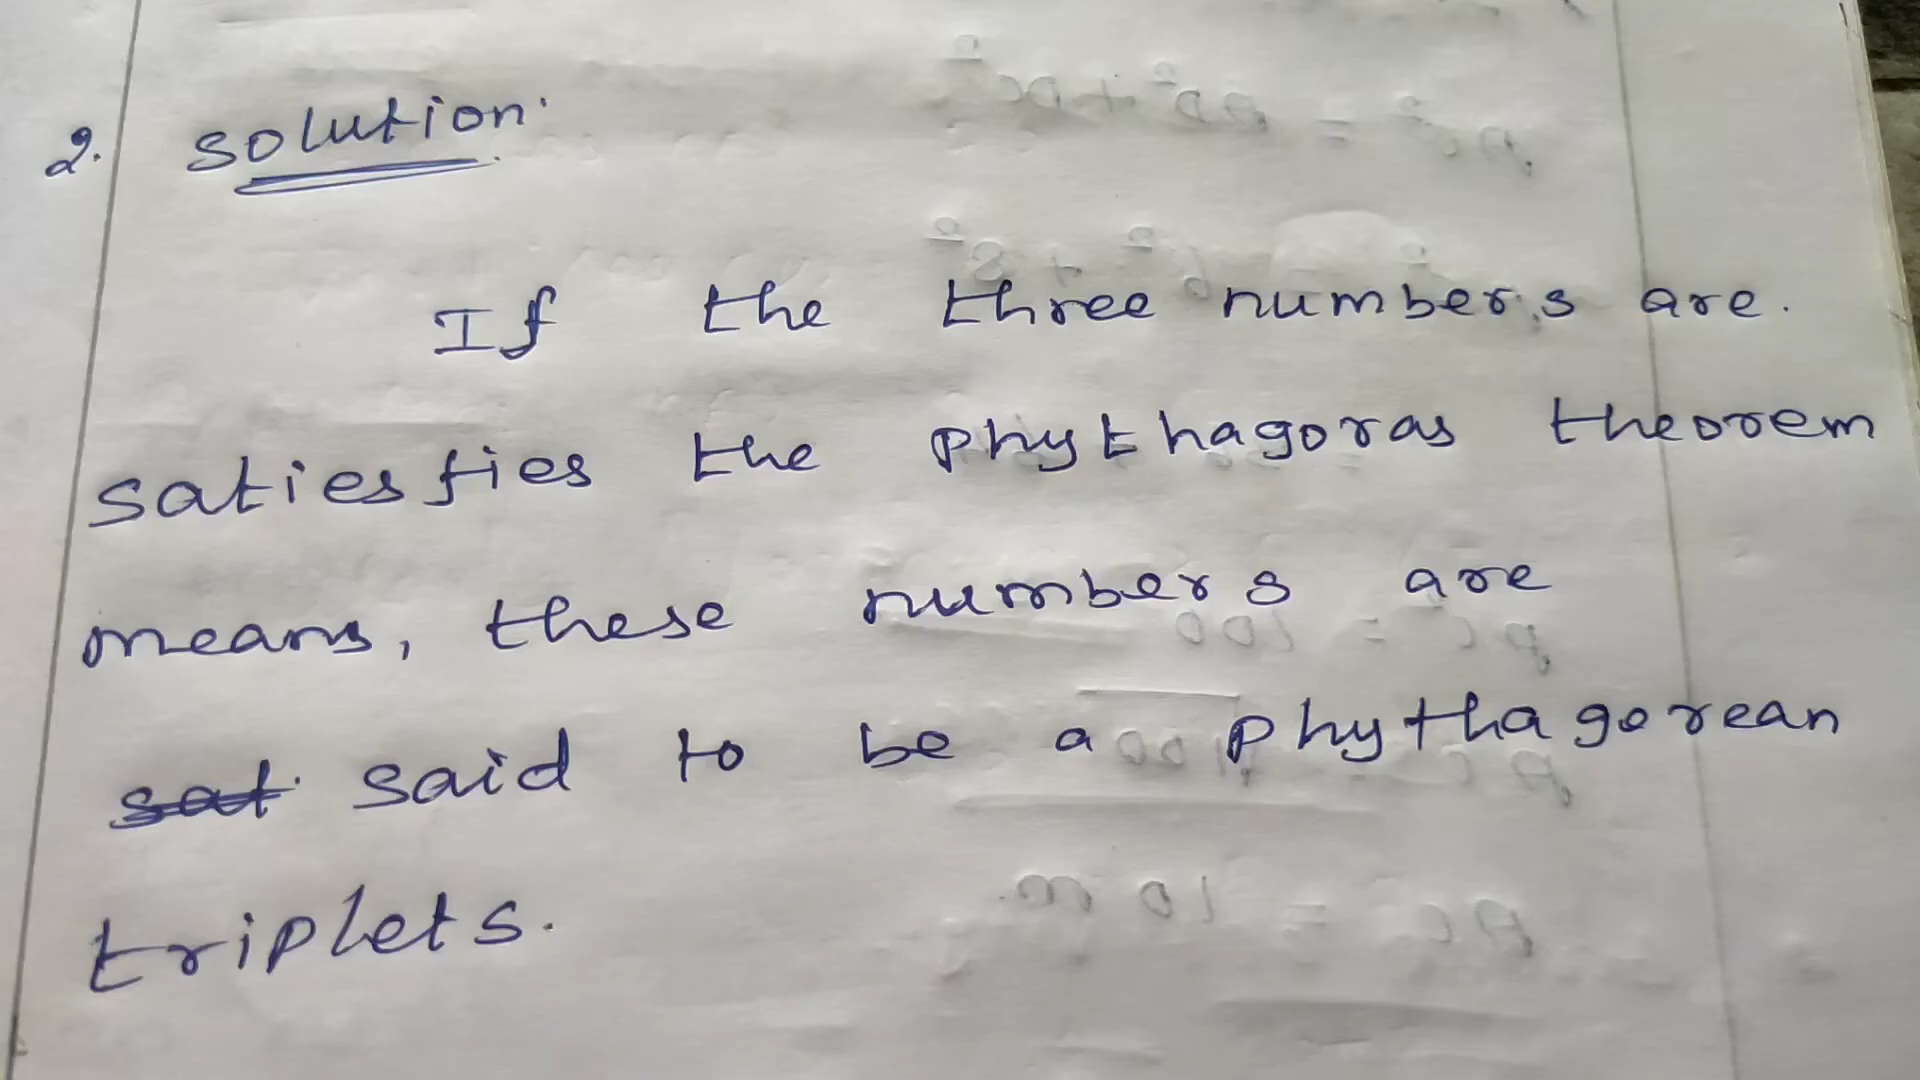 2. Solution:
If the three numbers are.
satiesfies the phythagoras theorem
means, these numbers are
sat. said to be a phythagorean
triplets.